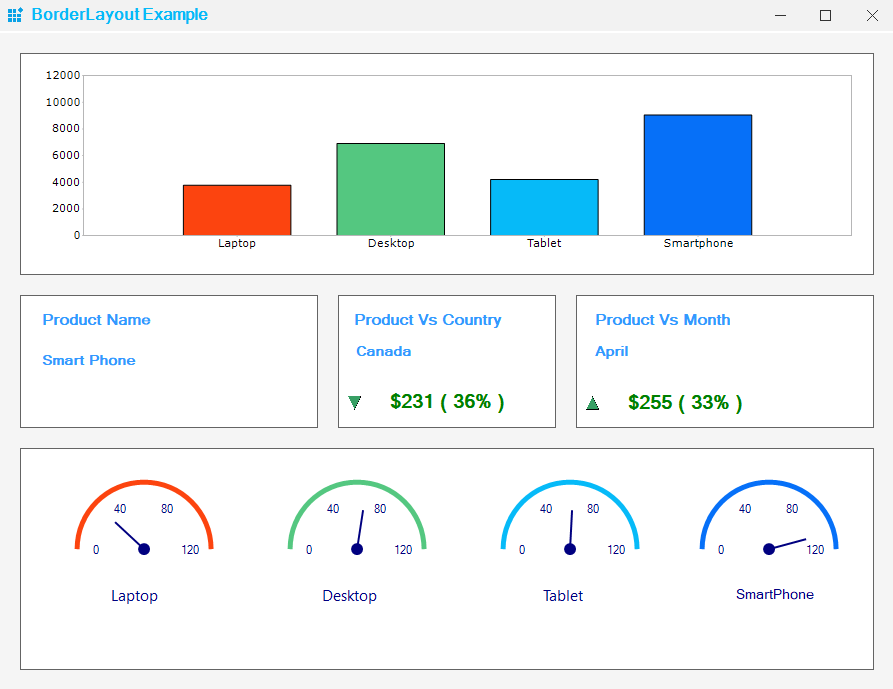 BorderLayout Example
12000
10000
8000
6000
4000
2000
0
Laptop Desktop Tablet Smartphone
Product Name
Smart Phone
Product Vs Country
Canada
$231 ( 36% )
Product Vs Month
April
$255 ( 33% )
40 80
0 120
Laptop
40 80
0 120
Desktop
40 80
0 120
Tablet
40 80
0 120
SmartPhone